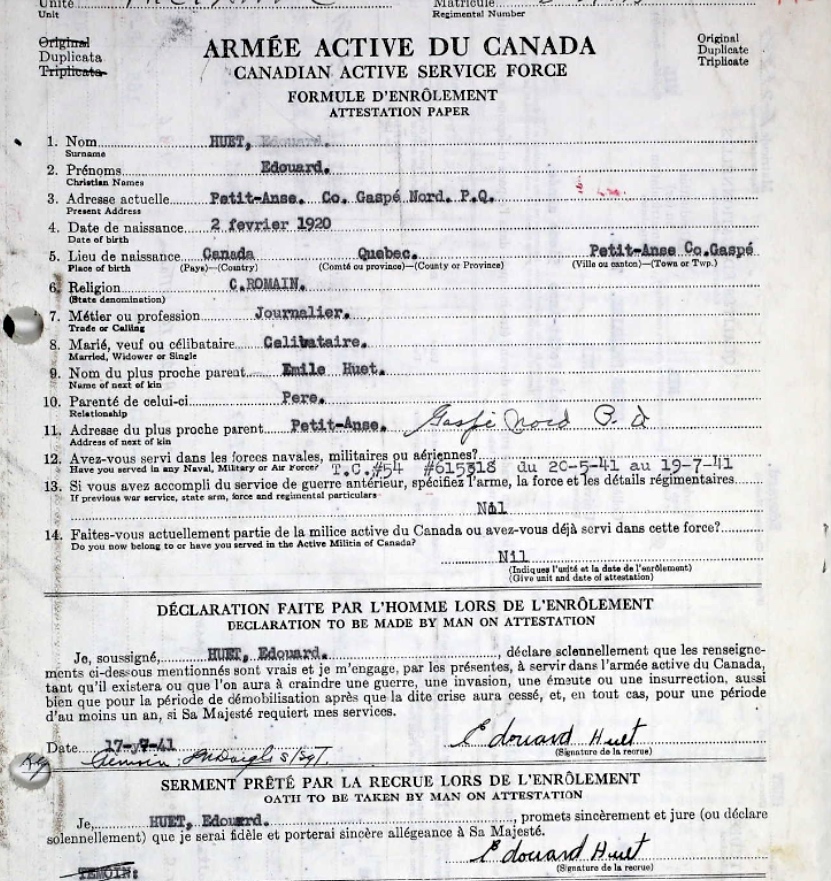 Unité Matricule
Unit Regimental Number
Original ARMÉE ACTIVE DU CANADA Original
Duplicata CANADIAN ACTIVE SERVICE FORCE Duplicate
Triplicata Triplicate
FORMULE D'ENRÔLEMENT
ATTESTATION PAPER
1. Nom HUET, Edouard.
Surname
2. Prénoms Edouard.
Christian Names
3. Adresse actuelle Petit-Anse. Co. Gaspé Nord. P.Q.
Present Address
4. Date de naissance 2 fevrier 1920
Date of birth
5. Lieu de naissance Canada Quebec. Petit-Anse Co.Gaspé
Place of birth (Pays)—(Country) (Comté ou province)—(County or Province) (Ville ou canton)—(Town or Twp.)
6. Religion C.ROMAIN.
(State denomination)
7. Métier ou profession Journalier.
Trade or Calling
8. Marié, veuf ou célibataire Celibataire.
Married, Widower or Single
9. Nom du plus proche parent Emile Huet.
Name of next of kin
10. Parenté de celui-ci Pere.
Relationship
11. Adresse du plus proche parent Petit-Anse. Gaspé Nord P. Q
Address of next of kin
12. Avez-vous servi dans les forces navales, militaires ou aériennes?
Have you served in any Naval, Military or Air Force? T.C.#54 #615318 du 20-5-41 au 19-7-41
13. Si vous avez accompli du service de guerre antérieur, spécifiez l'arme, la force et les détails régimentaires
If previous war service, state arm, force and regimental particulars
Nil
14. Faites-vous actuellement partie de la milice active du Canada ou avez-vous déjà servi dans cette force?
Do you now belong to or have you served in the Active Militia of Canada?
Nil
(Indiquez l'unité et la date de l'enrôlement)
(Give unit and date of attestation)
DÉCLARATION FAITE PAR L'HOMME LORS DE L'ENRÔLEMENT
DECLARATION TO BE MADE BY MAN ON ATTESTATION
Je, soussigné, HUET, Edouard. , déclare solennellement que les renseigne-
ments ci-dessous mentionnés sont vrais et je m'engage, par les présentes, à servir dans l'armée active du Canada,
tant qu'il existera ou que l'on aura à craindre une guerre, une invasion, une émeute ou une insurrection, aussi
bien que pour la période de démobilisation après que la dite crise aura cessé, et, en tout cas, pour une période
d'au moins un an, si Sa Majesté requiert mes services.
Date 17-7-41 Edouard Huet
S/Sgt. (Signature de la recrue)
SERMENT PRÊTÉ PAR LA RECRUE LORS DE L'ENRÔLEMENT
OATH TO BE TAKEN BY MAN ON ATTESTATION
Je, HUET, Edouard. , promets sincèrement et jure (ou déclare
solennellement) que je serai fidèle et porterai sincère allégeance à Sa Majesté.
Edouard Huet
TEMOIN: (Signature de la recrue)